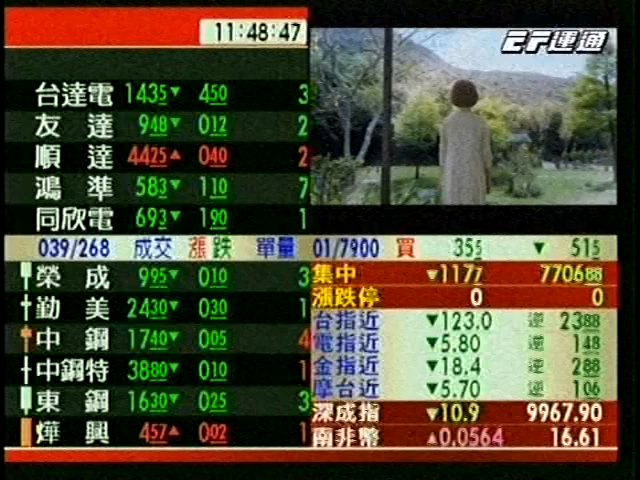 11:48:47
EF運通
台達電 1435▼ 450 3
友達 948▼ 012 2
順達 4425▲ 040 2
鴻準 583▼ 110 7
同欣電 693▼ 190 1
039/268 成交 漲跌 單量 01/7900 買 355 ▼ 515
榮成 995▼ 010 3
勤美 2430▼ 030 1
中鋼 1740▼ 005 4
中鋼特 3880▼ 010 1
東鋼 1630▼ 025 3
燁興 457▲ 002 1
集中 ▼1177 770688
漲跌停 0 0
台指近 ▼123.0 逆 2388
電指近 ▼5.80 逆 148
金指近 ▼18.4 逆 288
摩台近 ▼5.70 逆 106
深成指 ▼10.9 9967.90
南非幣 ▲0.0564 16.61